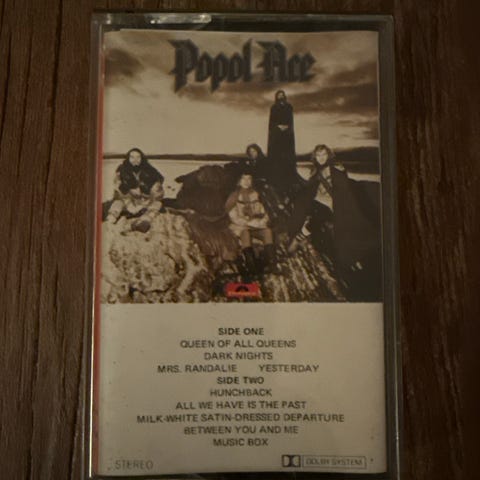 Popol Ace
SIDE ONE
QUEEN OF ALL QUEENS
DARK NIGHTS
MRS. RANDALIE YESTERDAY
SIDE TWO
HUNCHBACK
ALL WE HAVE IS THE PAST
MILK-WHITE SATIN-DRESSED DEPARTURE
BETWEEN YOU AND ME
MUSIC BOX
STEREO
DOLBY SYSTEM